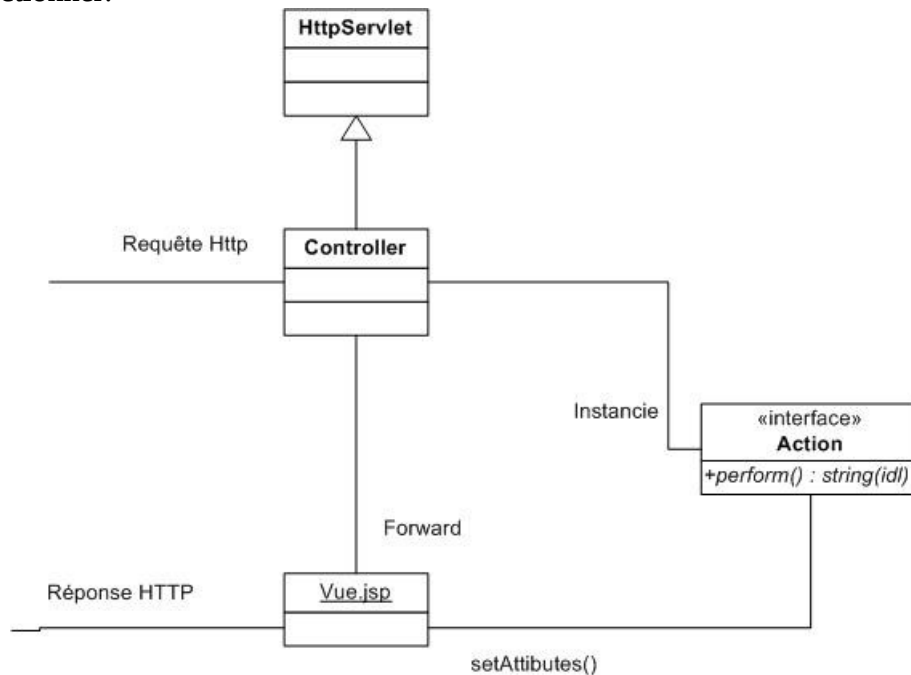 HttpServlet
Requête Http
Controller
Instancie
«interface»
Action
+perform() : string(idl)
Forward
Réponse HTTP
Vue.jsp
setAttibutes()